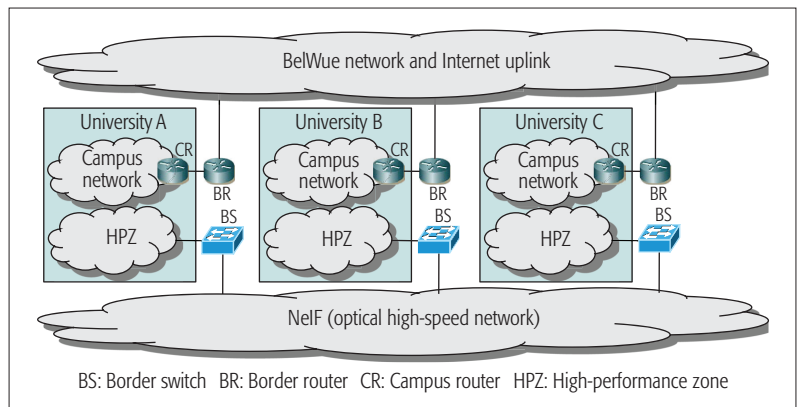 BelWue network and Internet uplink
University A
University B
University C
CR
CR
CR
Campus
network
Campus
network
Campus
network
BR
BR
BR
BS
BS
BS
HPZ
HPZ
HPZ
NeIF (optical high-speed network)
BS: Border switch BR: Border router CR: Campus router HPZ: High-performance zone